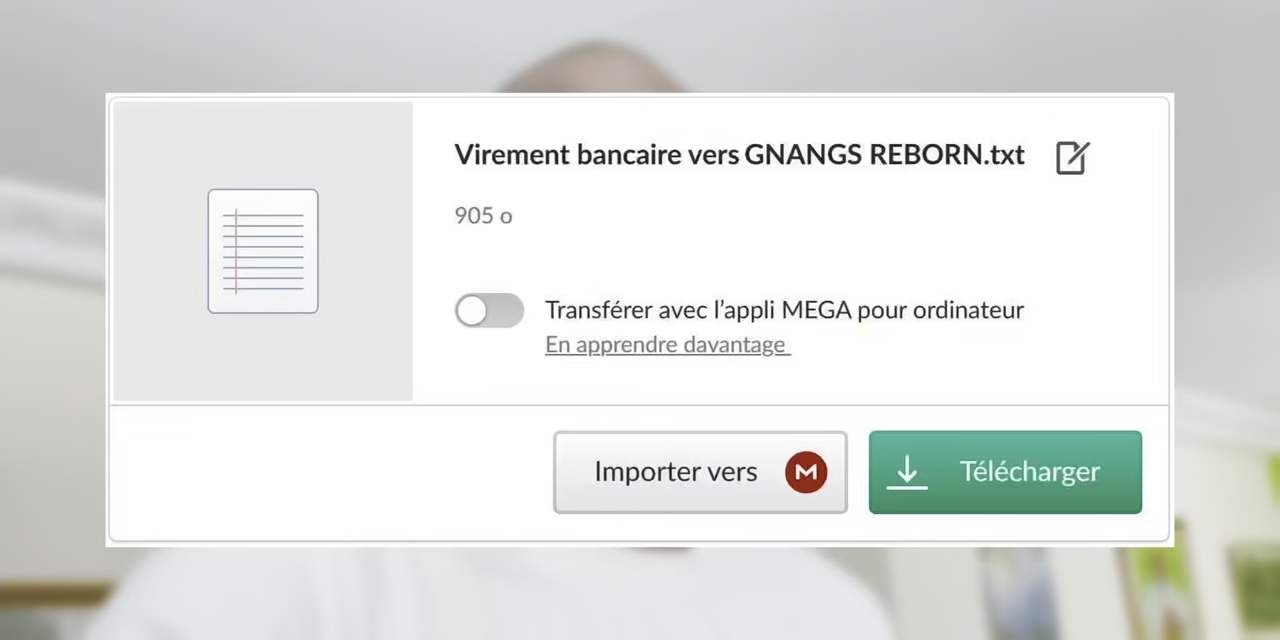 Virement bancaire vers GNANGS REBORN.txt
905 o
Transférer avec l’appli MEGA pour ordinateur
En apprendre davantage
Importer vers M
Télécharger